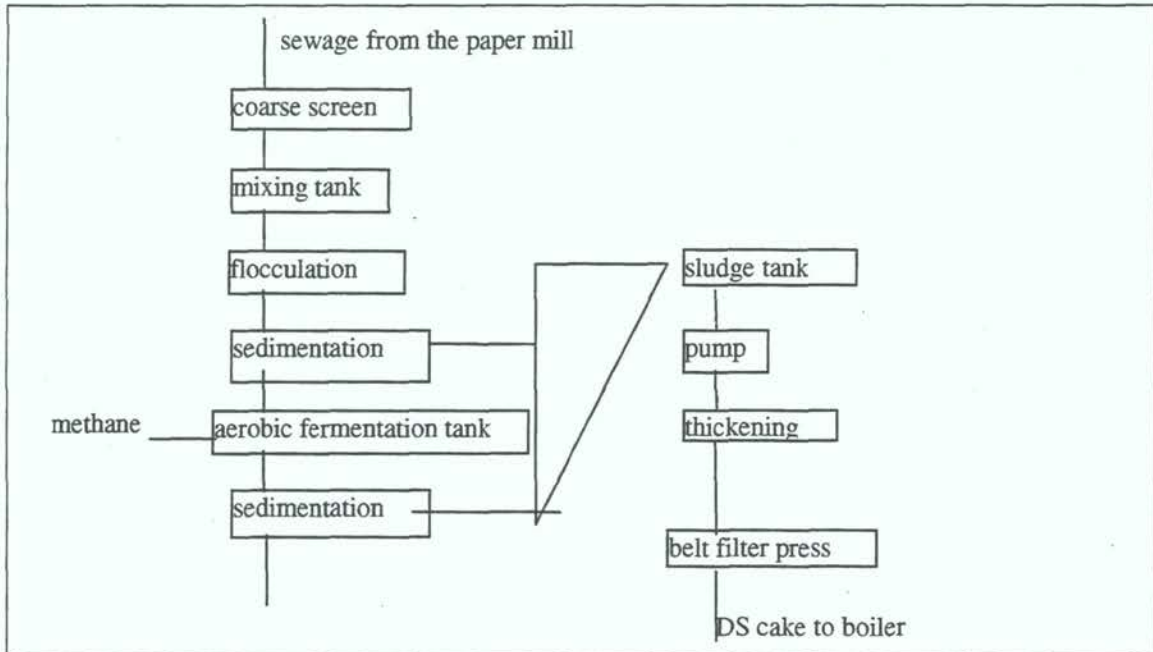 sewage from the paper mill
coarse screen
mixing tank
flocculation
sedimentation
methane
aerobic fermentation tank
sedimentation
sludge tank
pump
thickening
belt filter press
DS cake to boiler